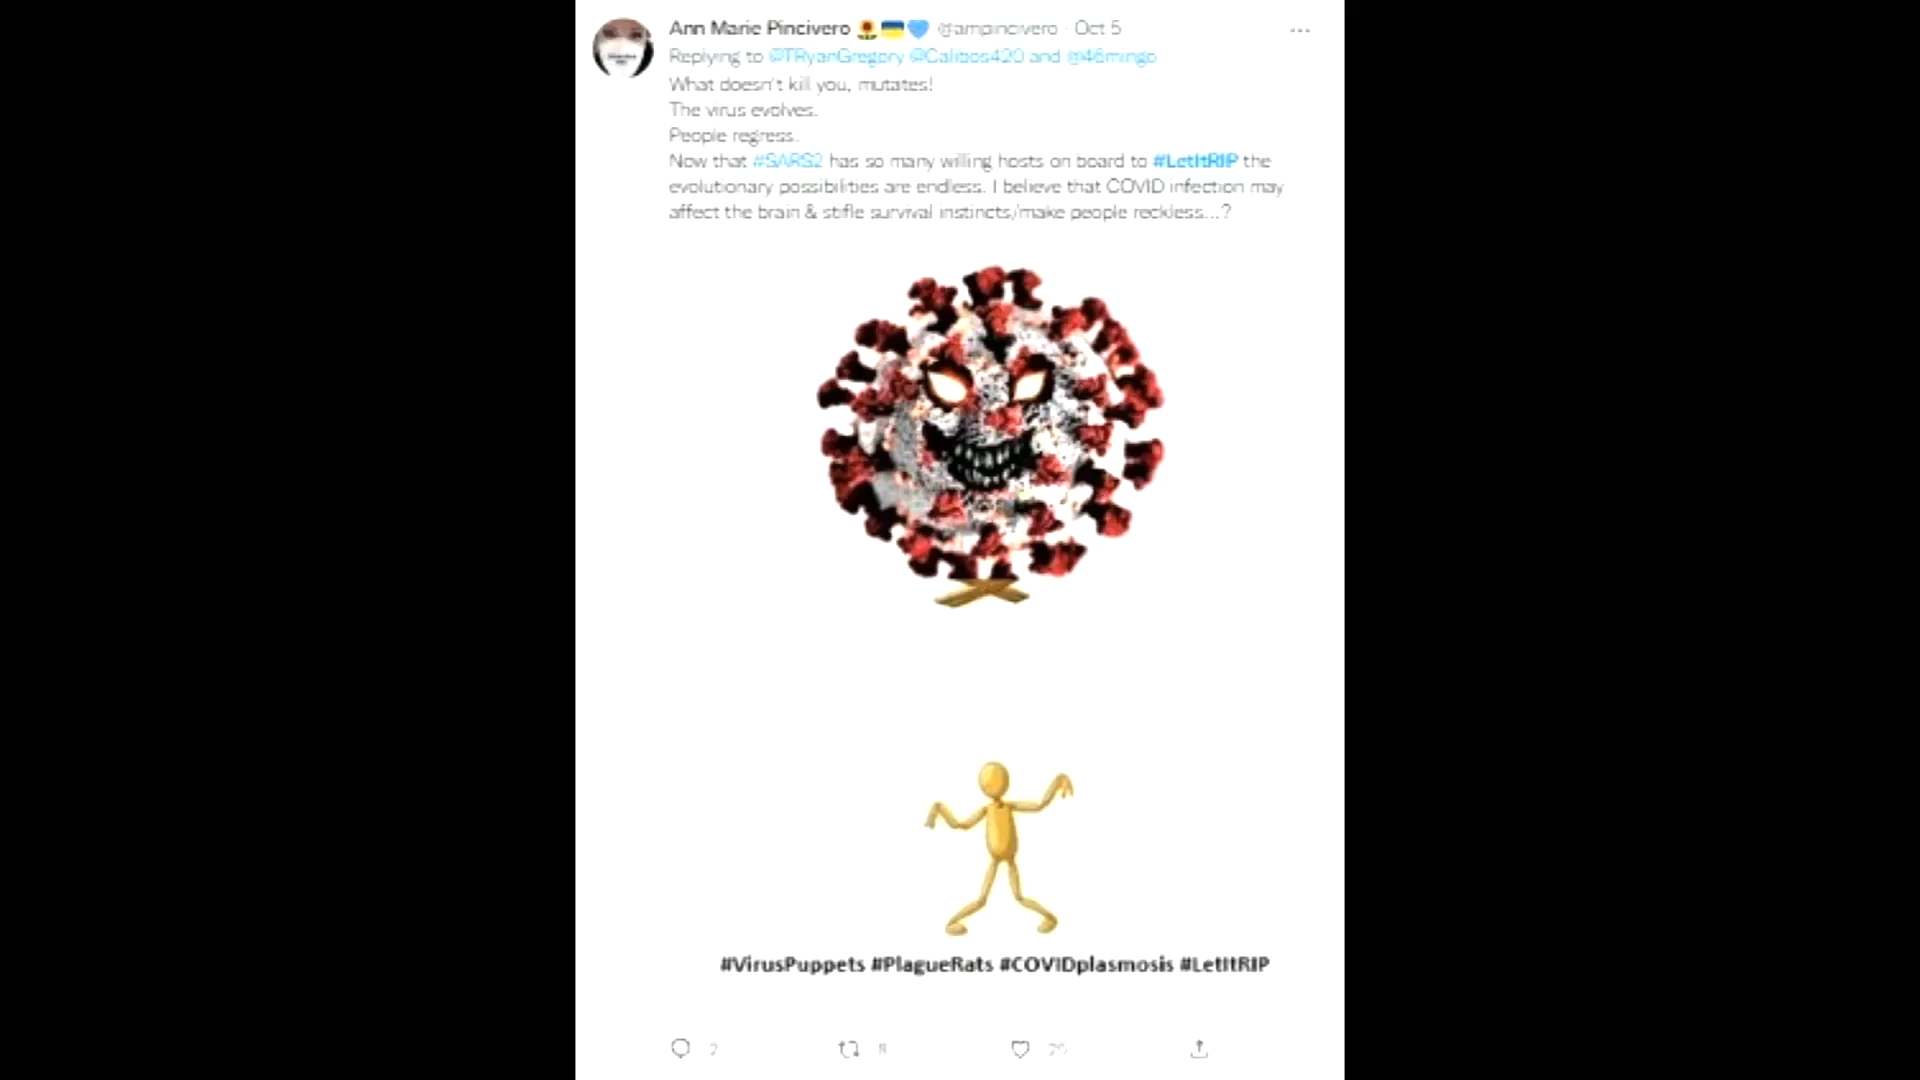 Ann Marie Pincivero 🌻🇺🇦💙 @ampincivero · Oct 5
Replying to @TRyanGregory @Calibos420 and @46mingo
What doesn't kill you, mutates!
The virus evolves.
People regress.
Now that #SARS2 has so many willing hosts on board to #LetItRIP the
evolutionary possibilities are endless. I believe that COVID infection may
affect the brain & stifle survival instincts/make people reckless...?
#VirusPuppets #PlagueRats #COVIDplasmosis #LetItRIP
2 8